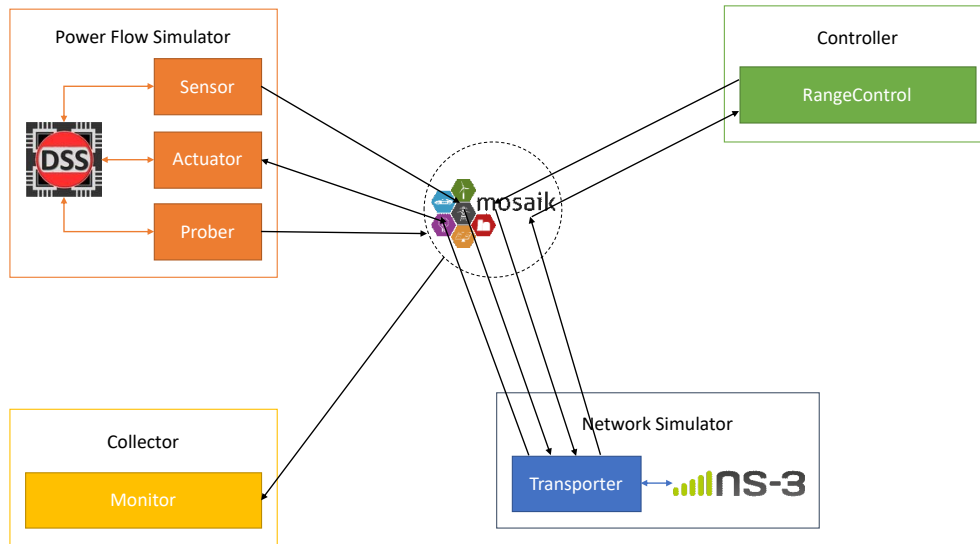 Power Flow Simulator
Sensor
DSS
Actuator
Prober
Controller
RangeControl
mosaik
Collector
Monitor
Network Simulator
Transporter
ns-3